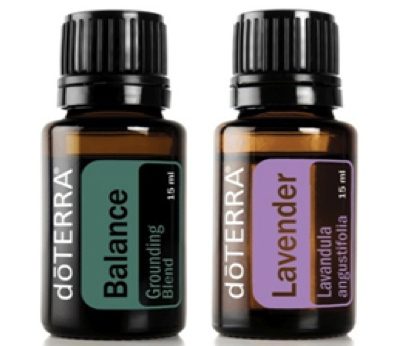 dōTERRA®
Balance
Grounding
Blend
15 ml
dōTERRA®
Lavender
Lavandula
angustifolia
15 ml